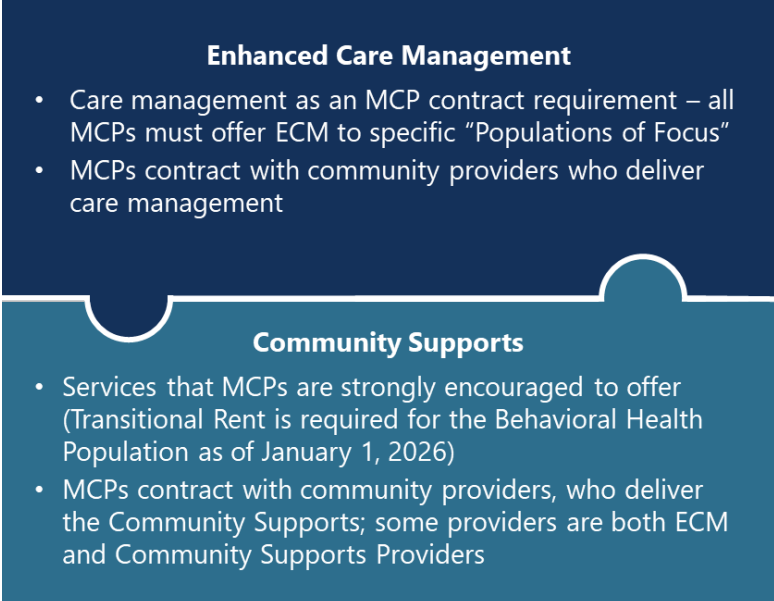 Enhanced Care Management
• Care management as an MCP contract requirement – all
MCPs must offer ECM to specific “Populations of Focus”
• MCPs contract with community providers who deliver
care management
Community Supports
• Services that MCPs are strongly encouraged to offer
(Transitional Rent is required for the Behavioral Health
Population as of January 1, 2026)
• MCPs contract with community providers, who deliver
the Community Supports; some providers are both ECM
and Community Supports Providers